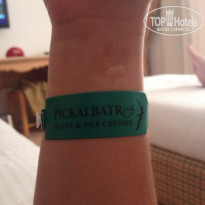 TOP Hotels
PICKALBATROS
HOTELS & NILE CRUISES